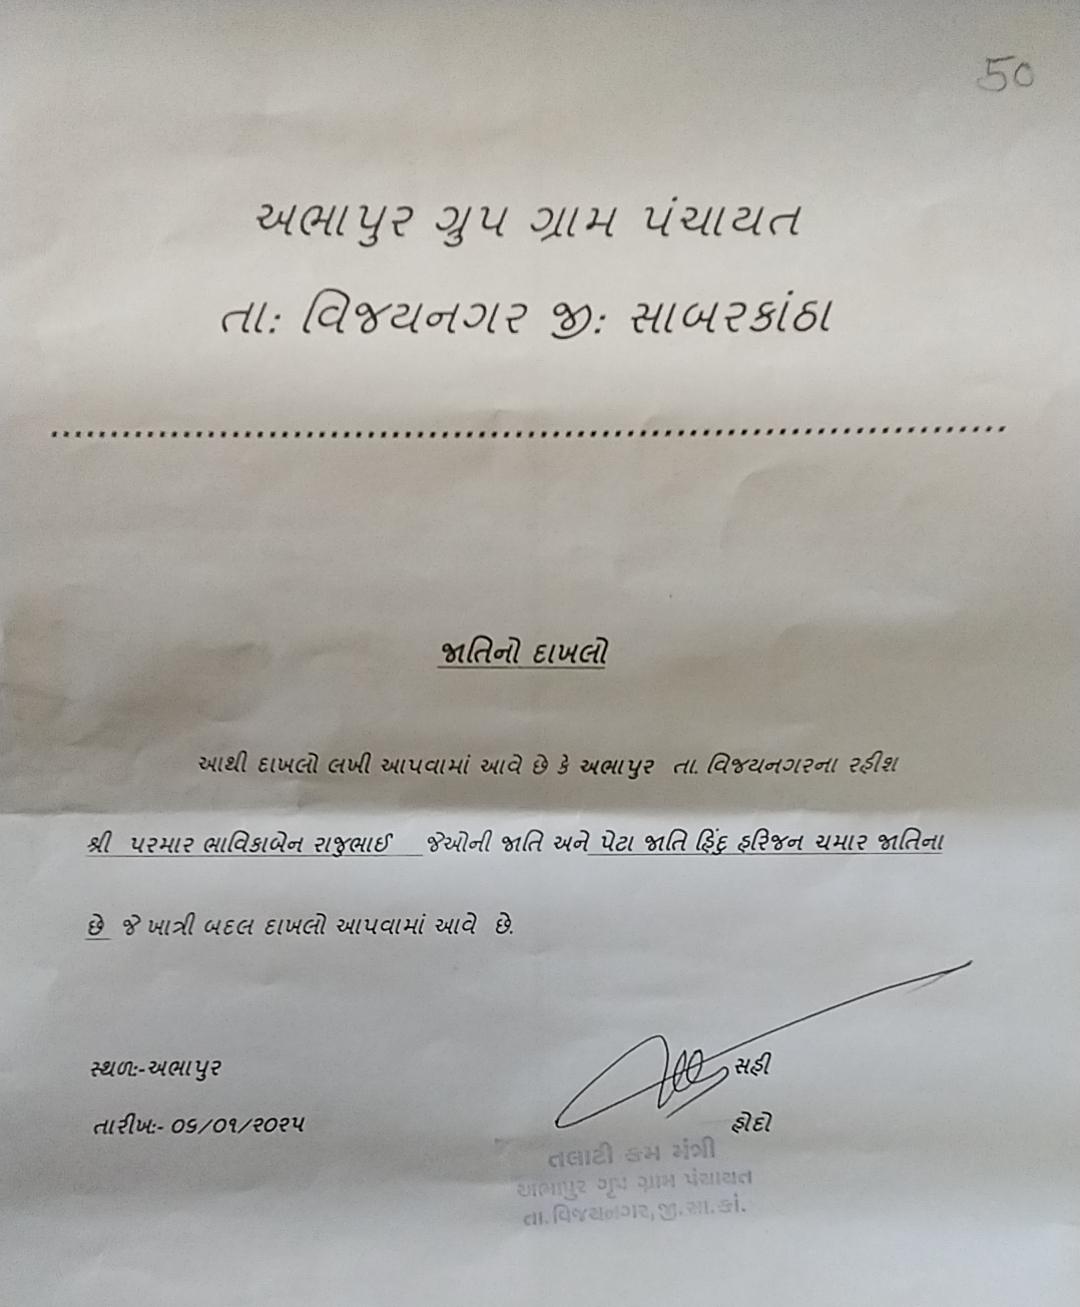 50
અભાપુર ગ્રુપ ગ્રામ પંચાયત
તા: વિજયનગર જી: સાબરકાંઠા
જાતિનો દાખલો
આથી દાખલો લખી આપવામાં આવે છે કે અભાપુર તા. વિજયનગરના રહીશ
શ્રી પરમાર ભાવિકાબેન રાજુભાઈ જેઓની જાતિ અને પેટા જાતિ હિંદુ હરિજન ચમાર જાતિના
છે જે ખાત્રી બદલ દાખલો આપવામાં આવે છે.
સ્થળ:-અભાપુર
સહી
તારીખ:- ૦૬/૦૧/૨૦૨૫
હોદો
તલાટી કમ મંત્રી
અભાપુર ગૃપ ગ્રામ પંચાયત
તા.વિજયનગર,જી.સા.કાં.